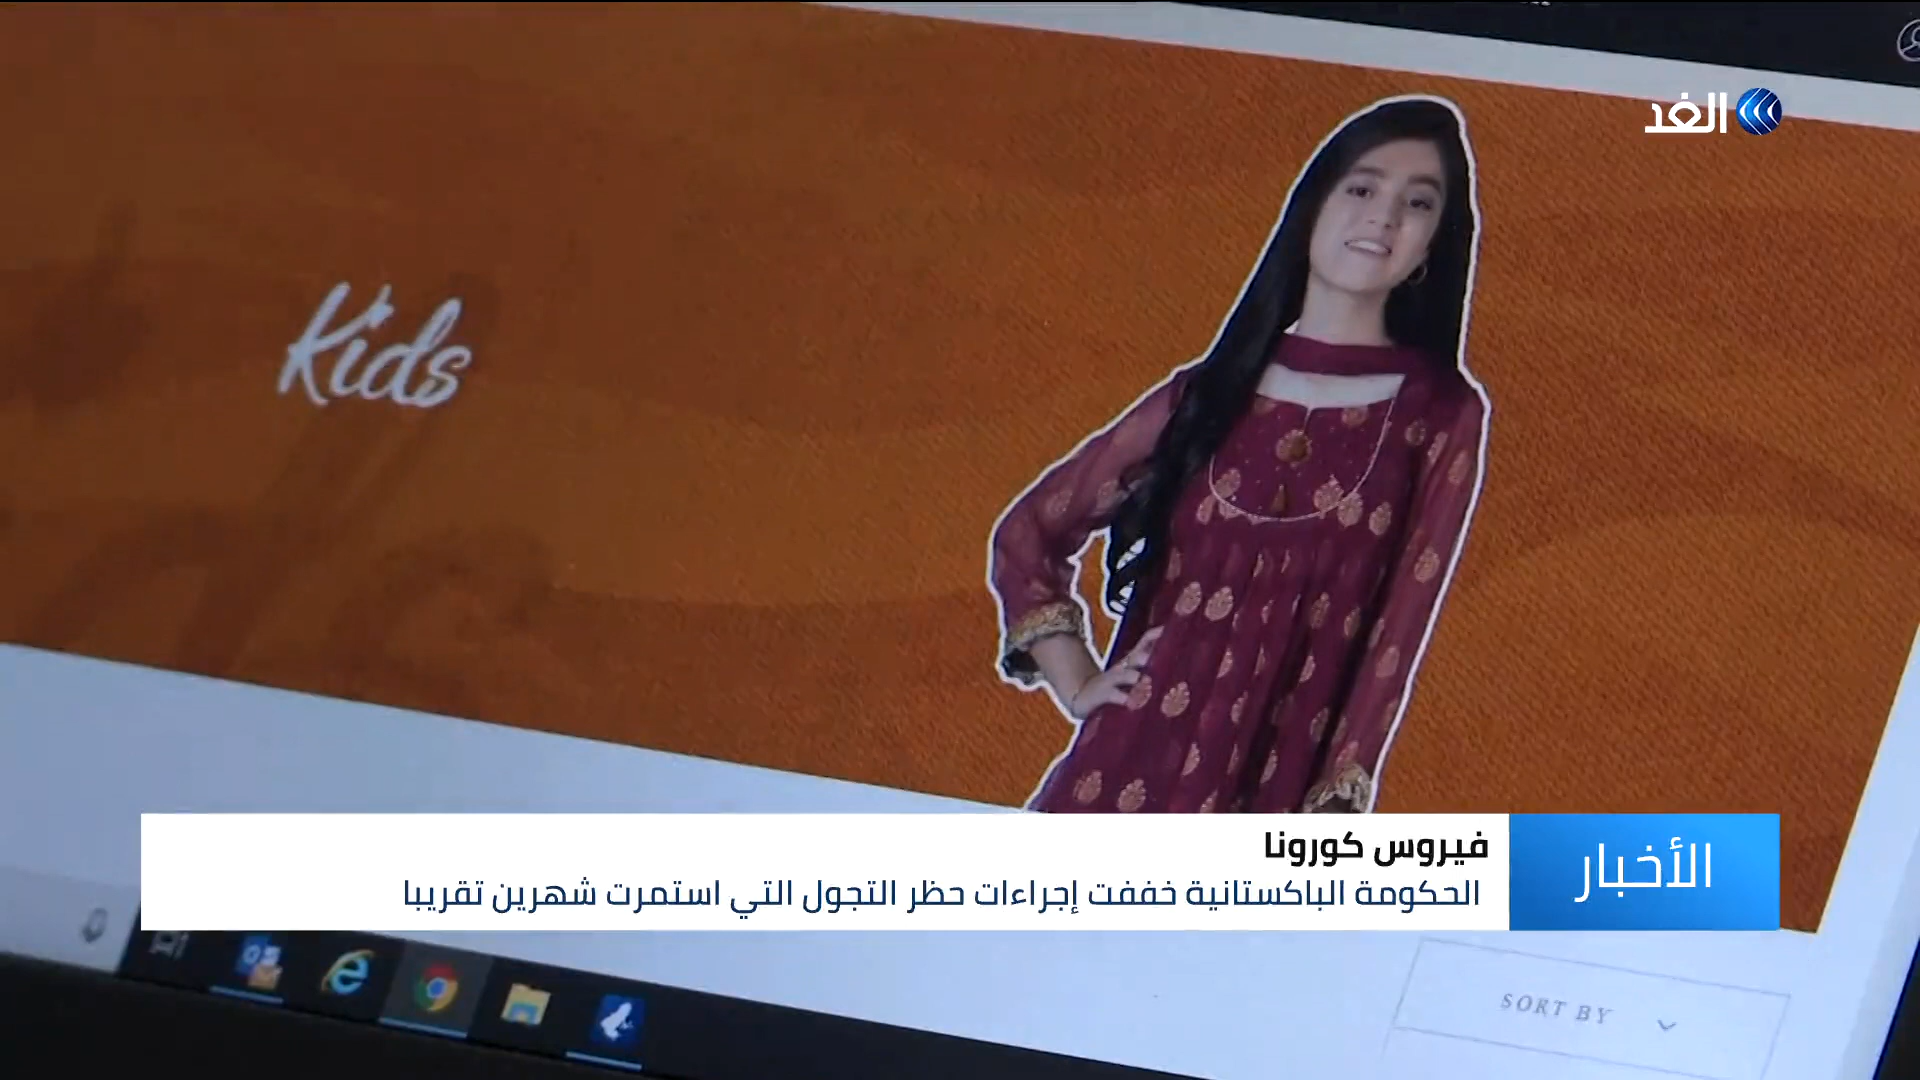 الغد
Kids
فيروس كورونا
الأخبار
الحكومة الباكستانية خففت إجراءات حظر التجول التي استمرت شهرين تقريبا
SORT BY